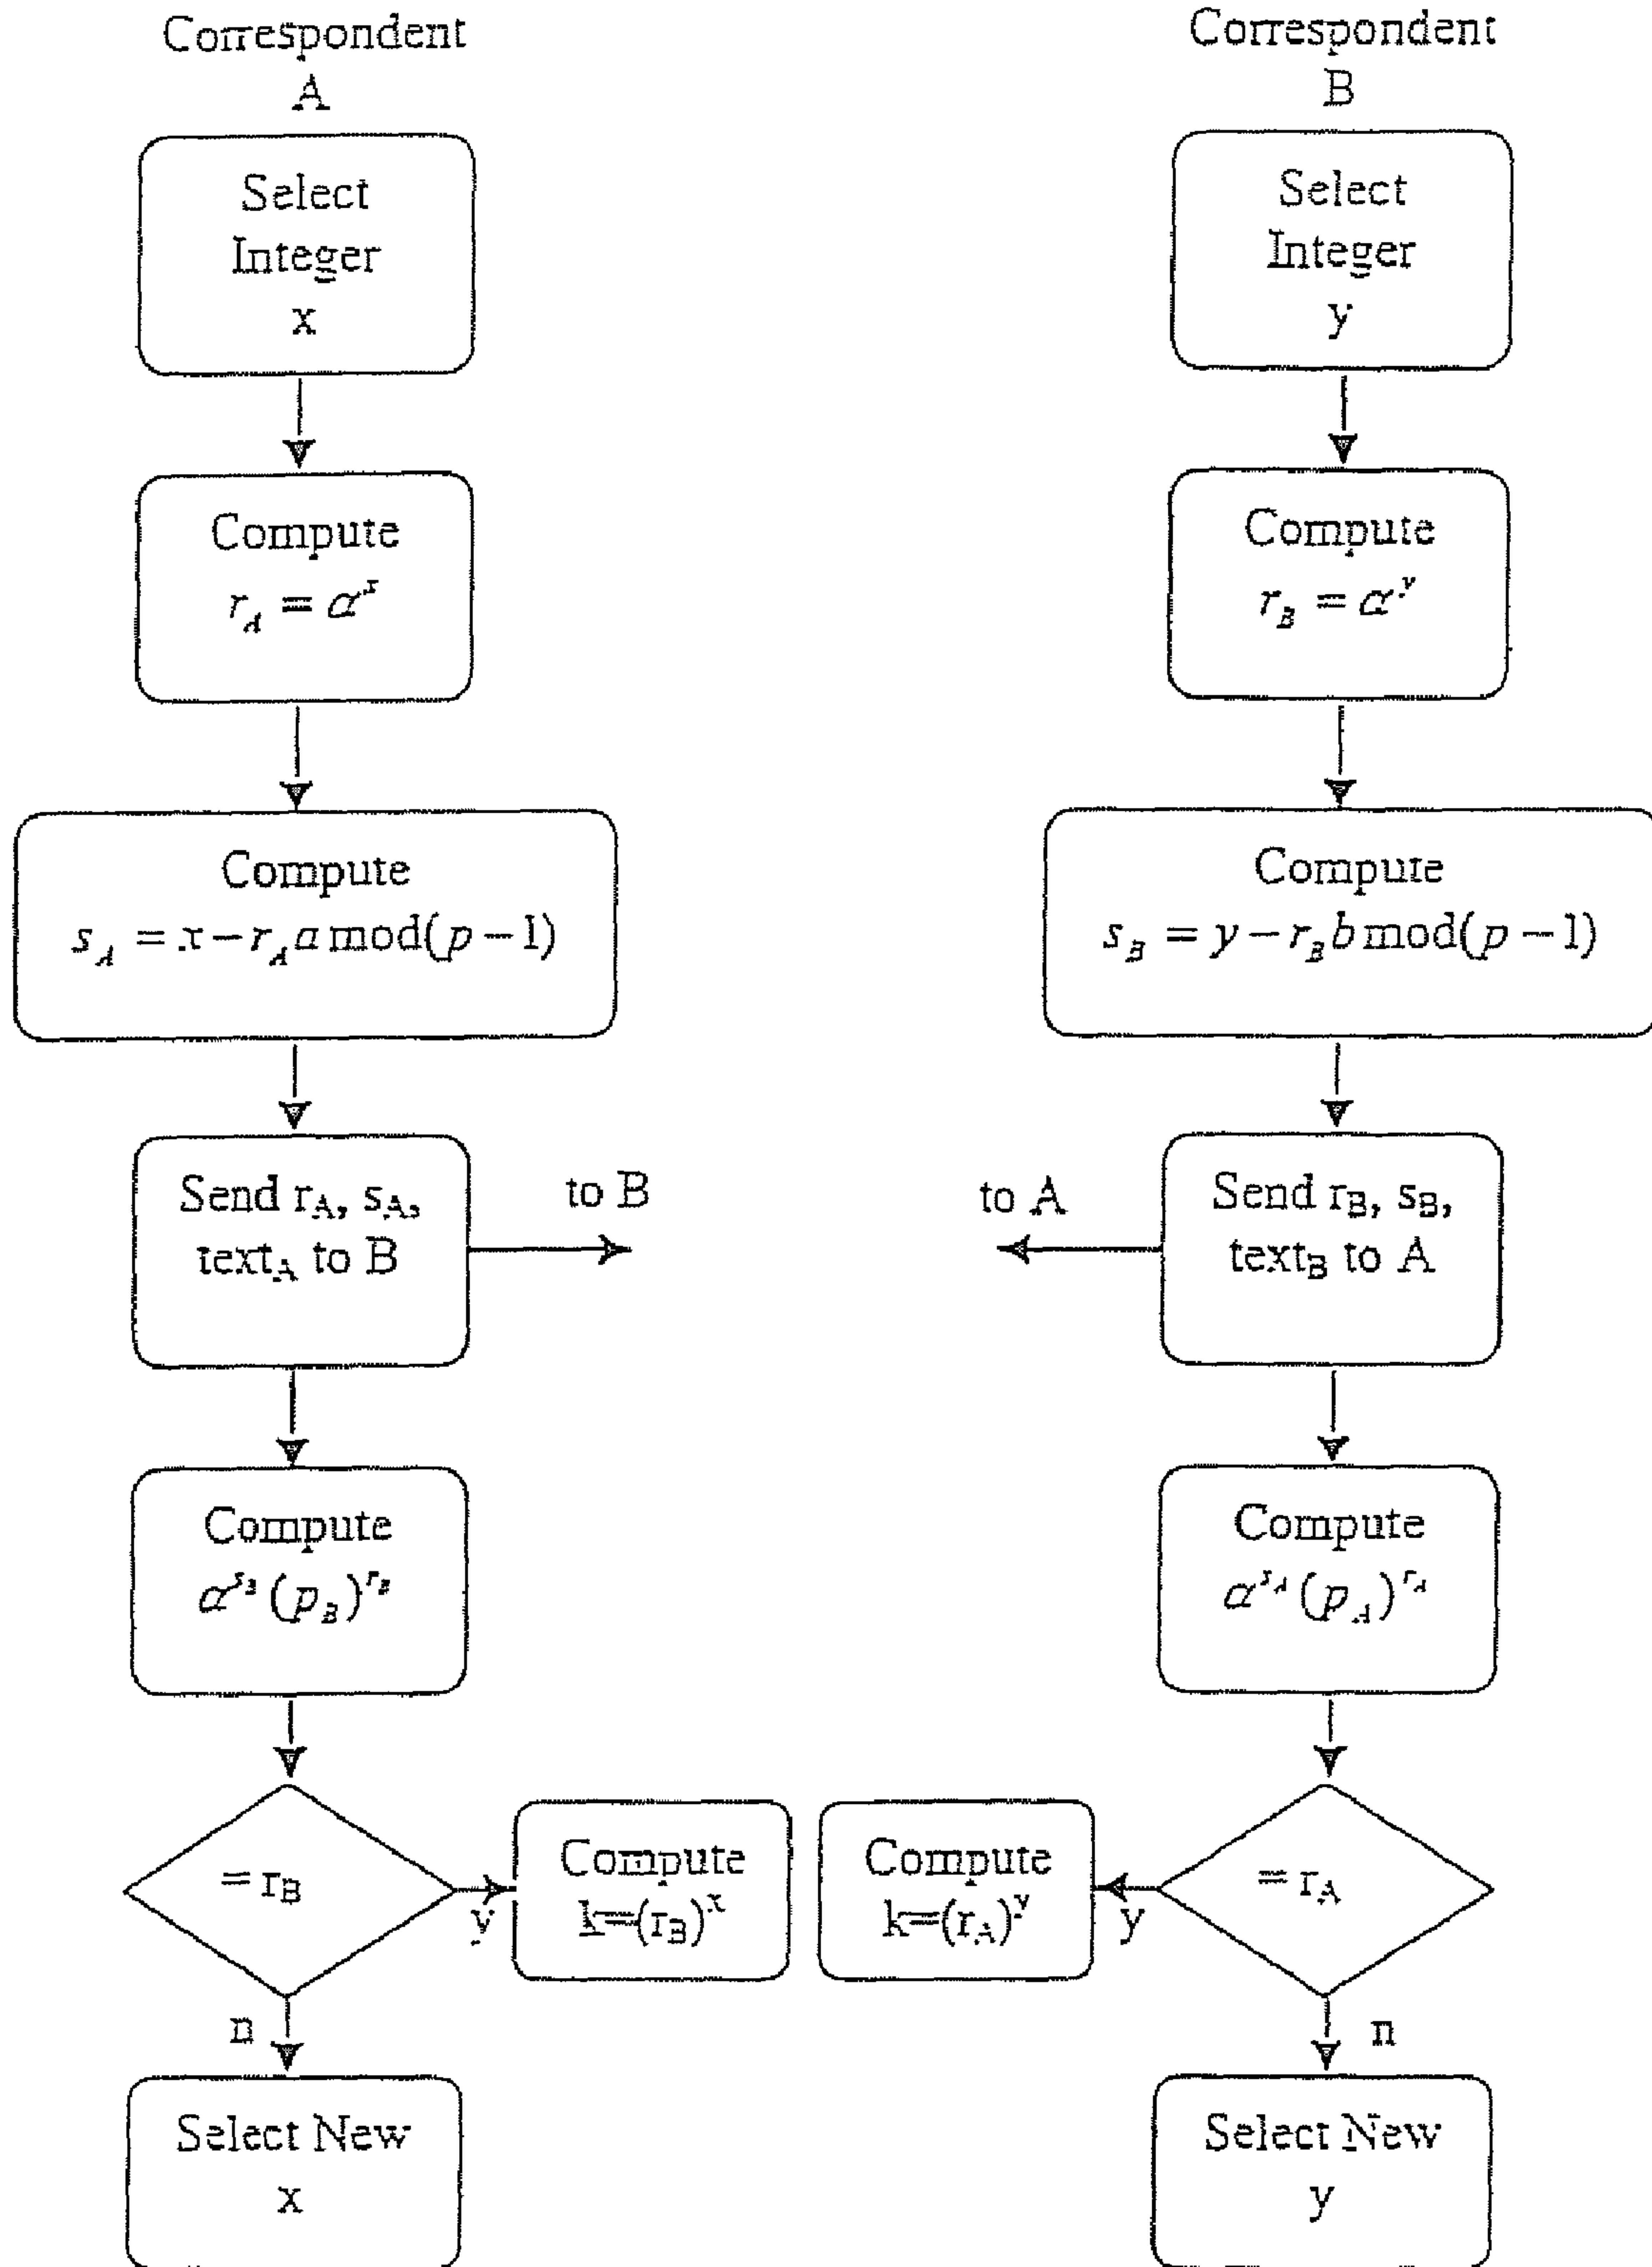 Correspondent
A
Select
Integer
x
Compute
r_A = α^x
Compute
s_A = x − r_A a mod(p − 1)
Send r_A, s_A,
text_A to B
to B
Compute
α^{s_B}(p_B)^{r_B}
= r_B
y
Compute
k=(r_B)^x
n
Select New
x
Correspondent
B
Select
Integer
y
Compute
r_B = α^y
Compute
s_B = y − r_B b mod(p − 1)
Send r_B, s_B,
text_B to A
to A
Compute
α^{s_A}(p_A)^{r_A}
= r_A
y
Compute
k=(r_A)^y
n
Select New
y